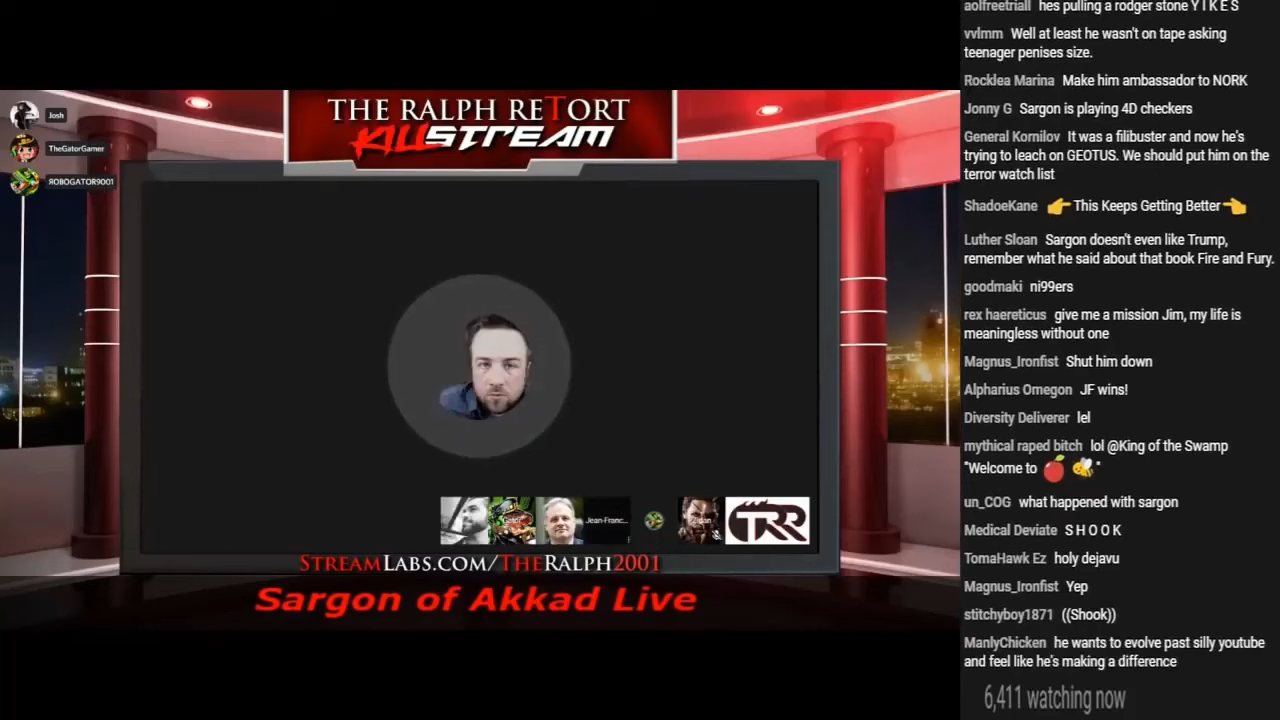 THE RALPH RETORT
KILLSTREAM
Josh
TheGatorGamer
ROBOGATOR9001
Gator
Jean-Franc...
Zidan
TRR
STREAMLABS.COM/THERALPH2001
Sargon of Akkad Live
aolfreetriall hes pulling a rodger stone Y I K E S
vvlmm Well at least he wasn't on tape asking
teenager penises size.
Rocklea Marina Make him ambassador to NORK
Jonny G Sargon is playing 4D checkers
General Kornilov It was a filibuster and now he's
trying to leach on GEOTUS. We should put him on the
terror watch list
ShadoeKane 👉This Keeps Getting Better👈
Luther Sloan Sargon doesn't even like Trump,
remember what he said about that book Fire and Fury.
goodmaki ni99ers
rex haereticus give me a mission Jim, my life is
meaningless without one
Magnus_Ironfist Shut him down
Alpharius Omegon JF wins!
Diversity Deliverer lel
mythical raped bitch lol @King of the Swamp
"Welcome to 🍎 🐝"
un_COG what happened with sargon
Medical Deviate S H O O K
TomaHawk Ez holy dejavu
Magnus_Ironfist Yep
stitchyboy1871 ((Shook))
ManlyChicken he wants to evolve past silly youtube
and feel like he's making a difference
6,411 watching now